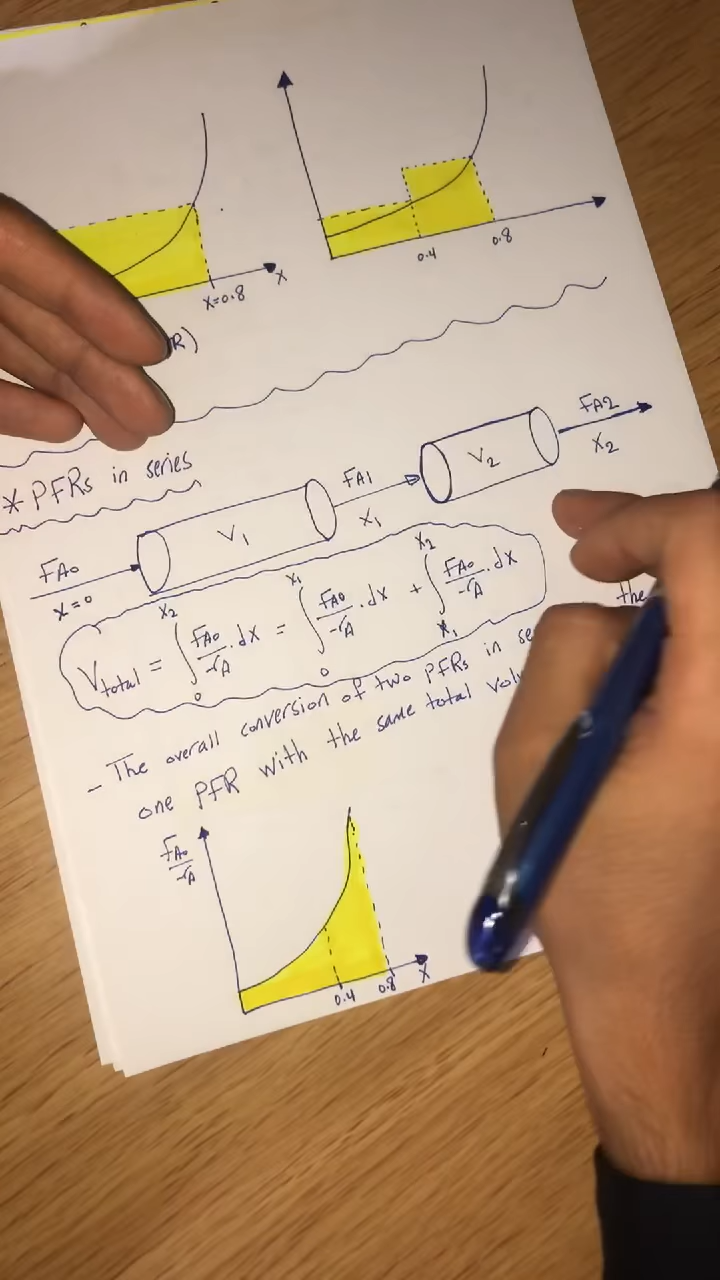 X
X=0.8
0.4
0.8
R)
* PFRs in series
FA0
X=0
V1
FA1
X1
V2
FA2
X2
Vtotal = ∫₀^X2 FA0/-rA . dX = ∫₀^X1 FA0/-rA . dX + ∫X1^X2 FA0/-rA . dX
- The overall conversion of two PFRs in the
one PFR with the same total
FA0/-rA
0.4
0.8
X